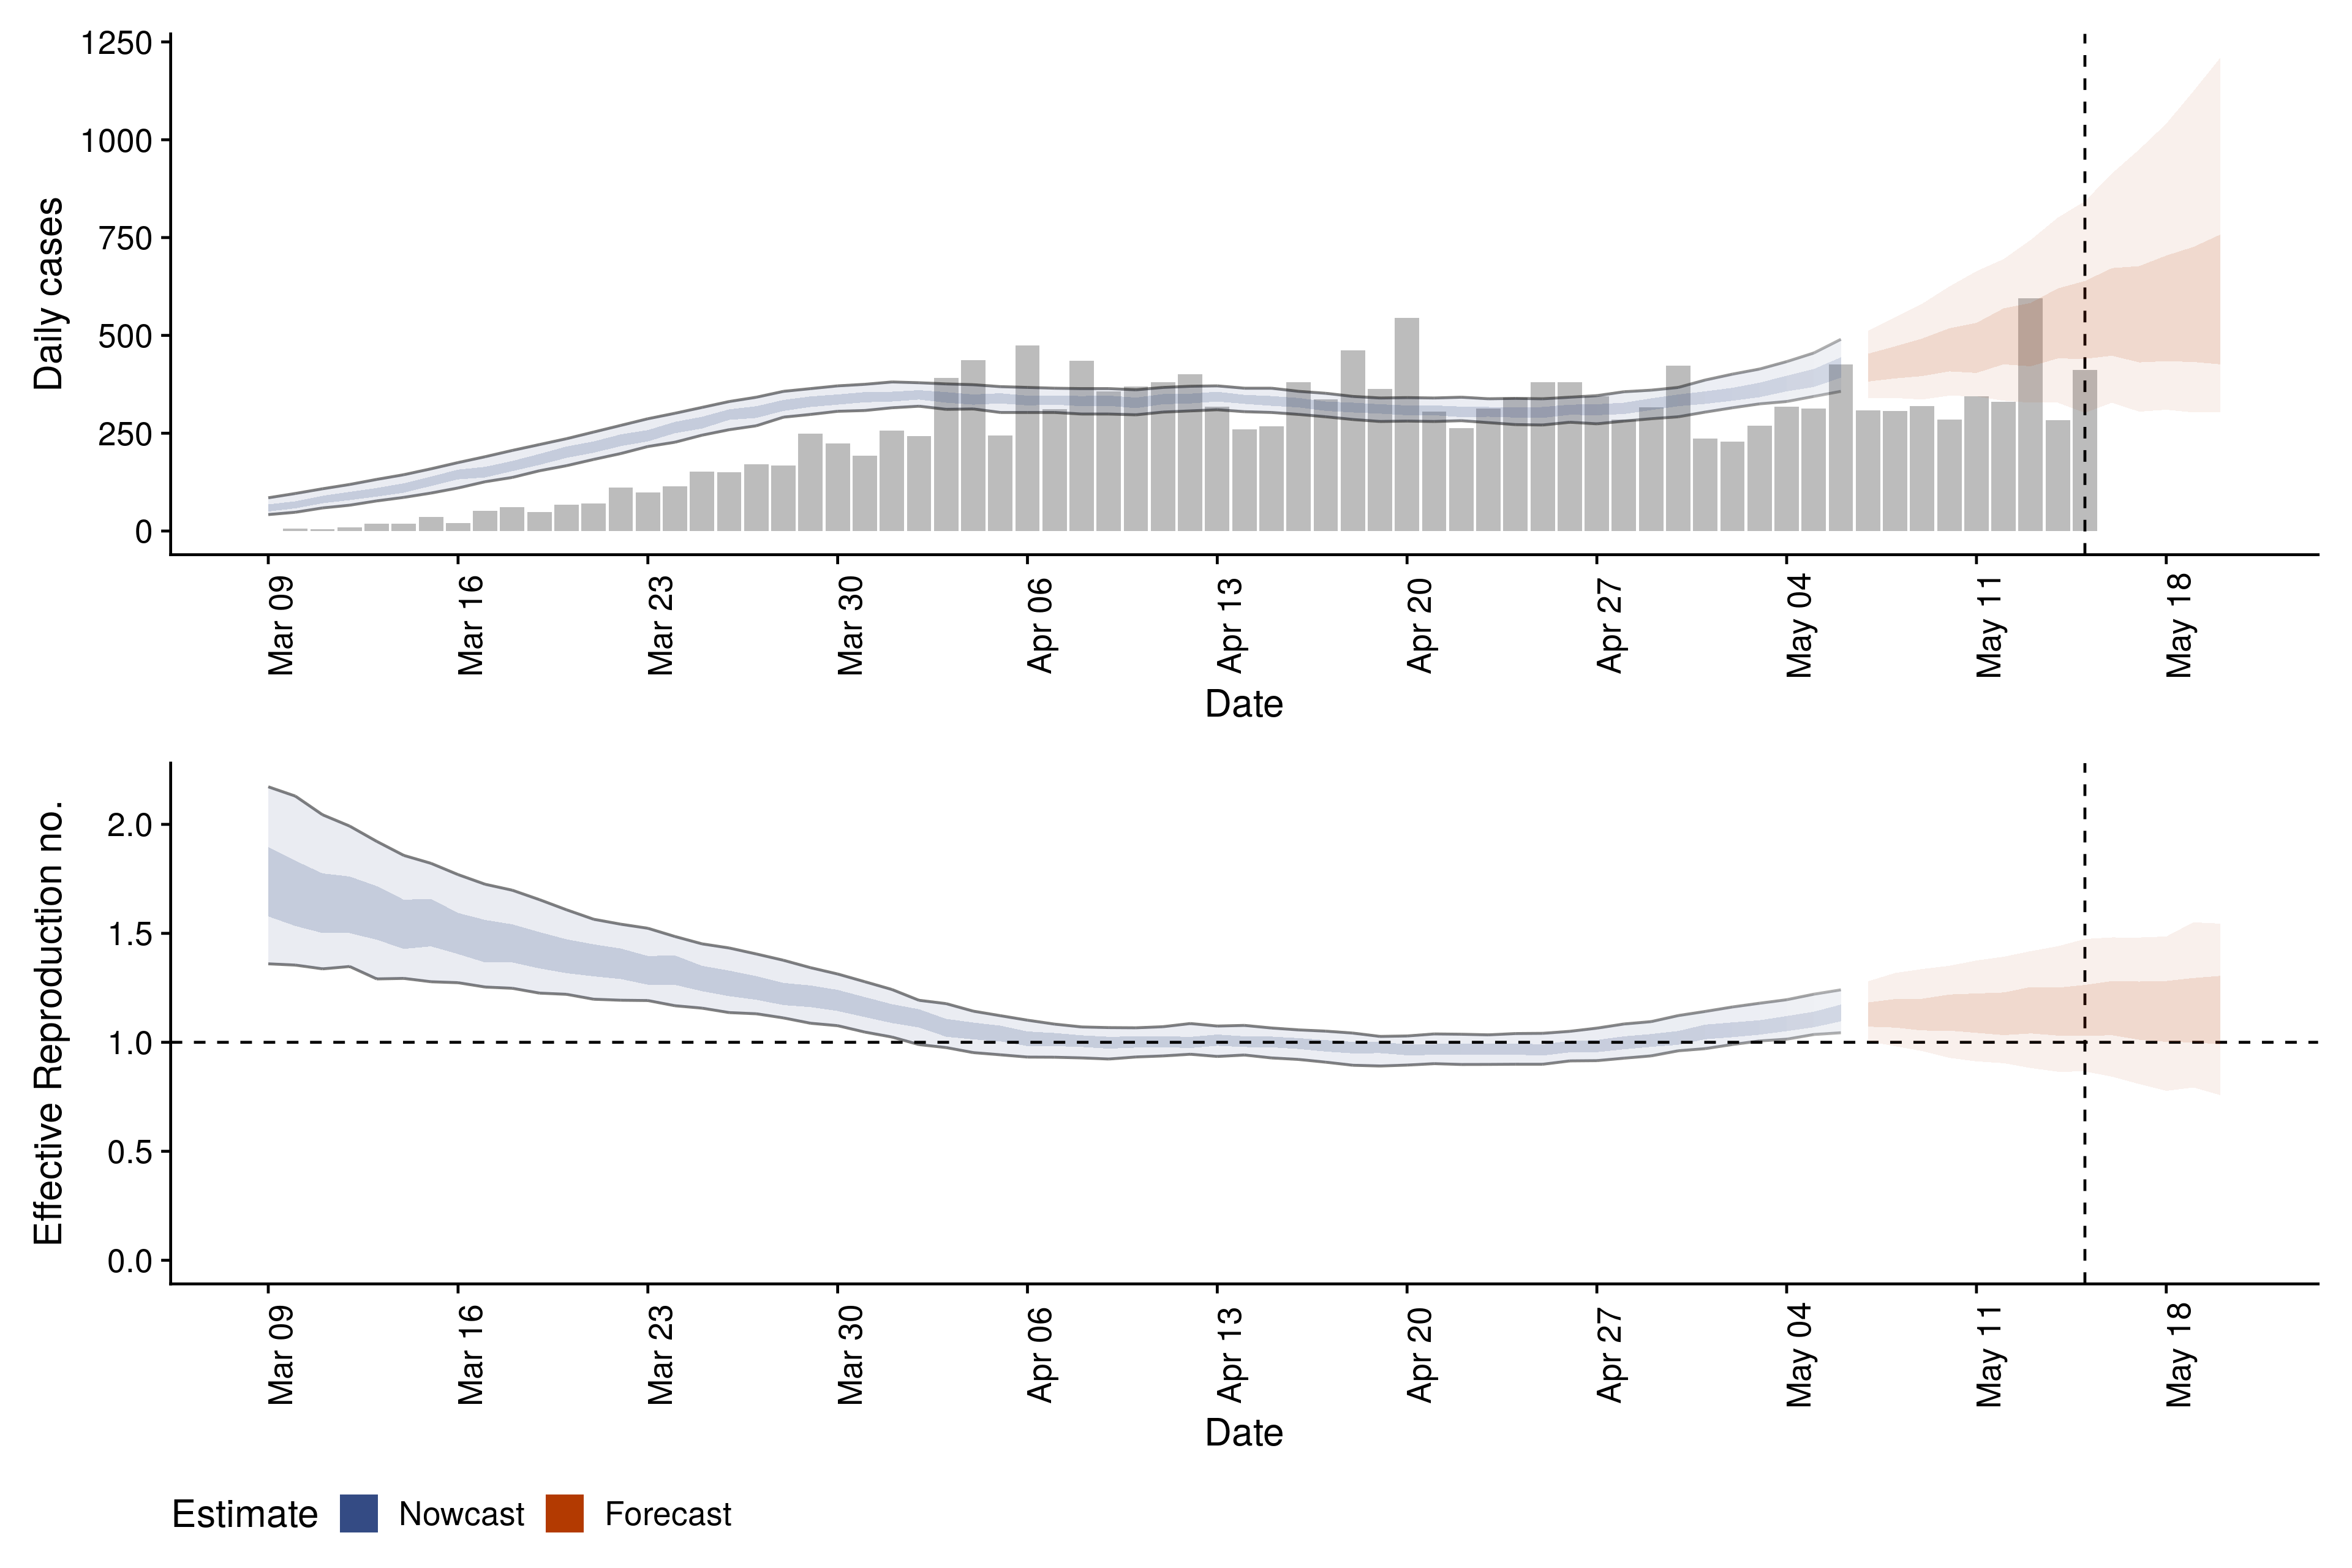 1250
1000
750
500
250
0
Daily cases
Mar 09 Mar 16 Mar 23 Mar 30 Apr 06 Apr 13 Apr 20 Apr 27 May 04 May 11 May 18
Date
2.0
1.5
1.0
0.5
0.0
Effective Reproduction no.
Mar 09 Mar 16 Mar 23 Mar 30 Apr 06 Apr 13 Apr 20 Apr 27 May 04 May 11 May 18
Date
Estimate Nowcast Forecast